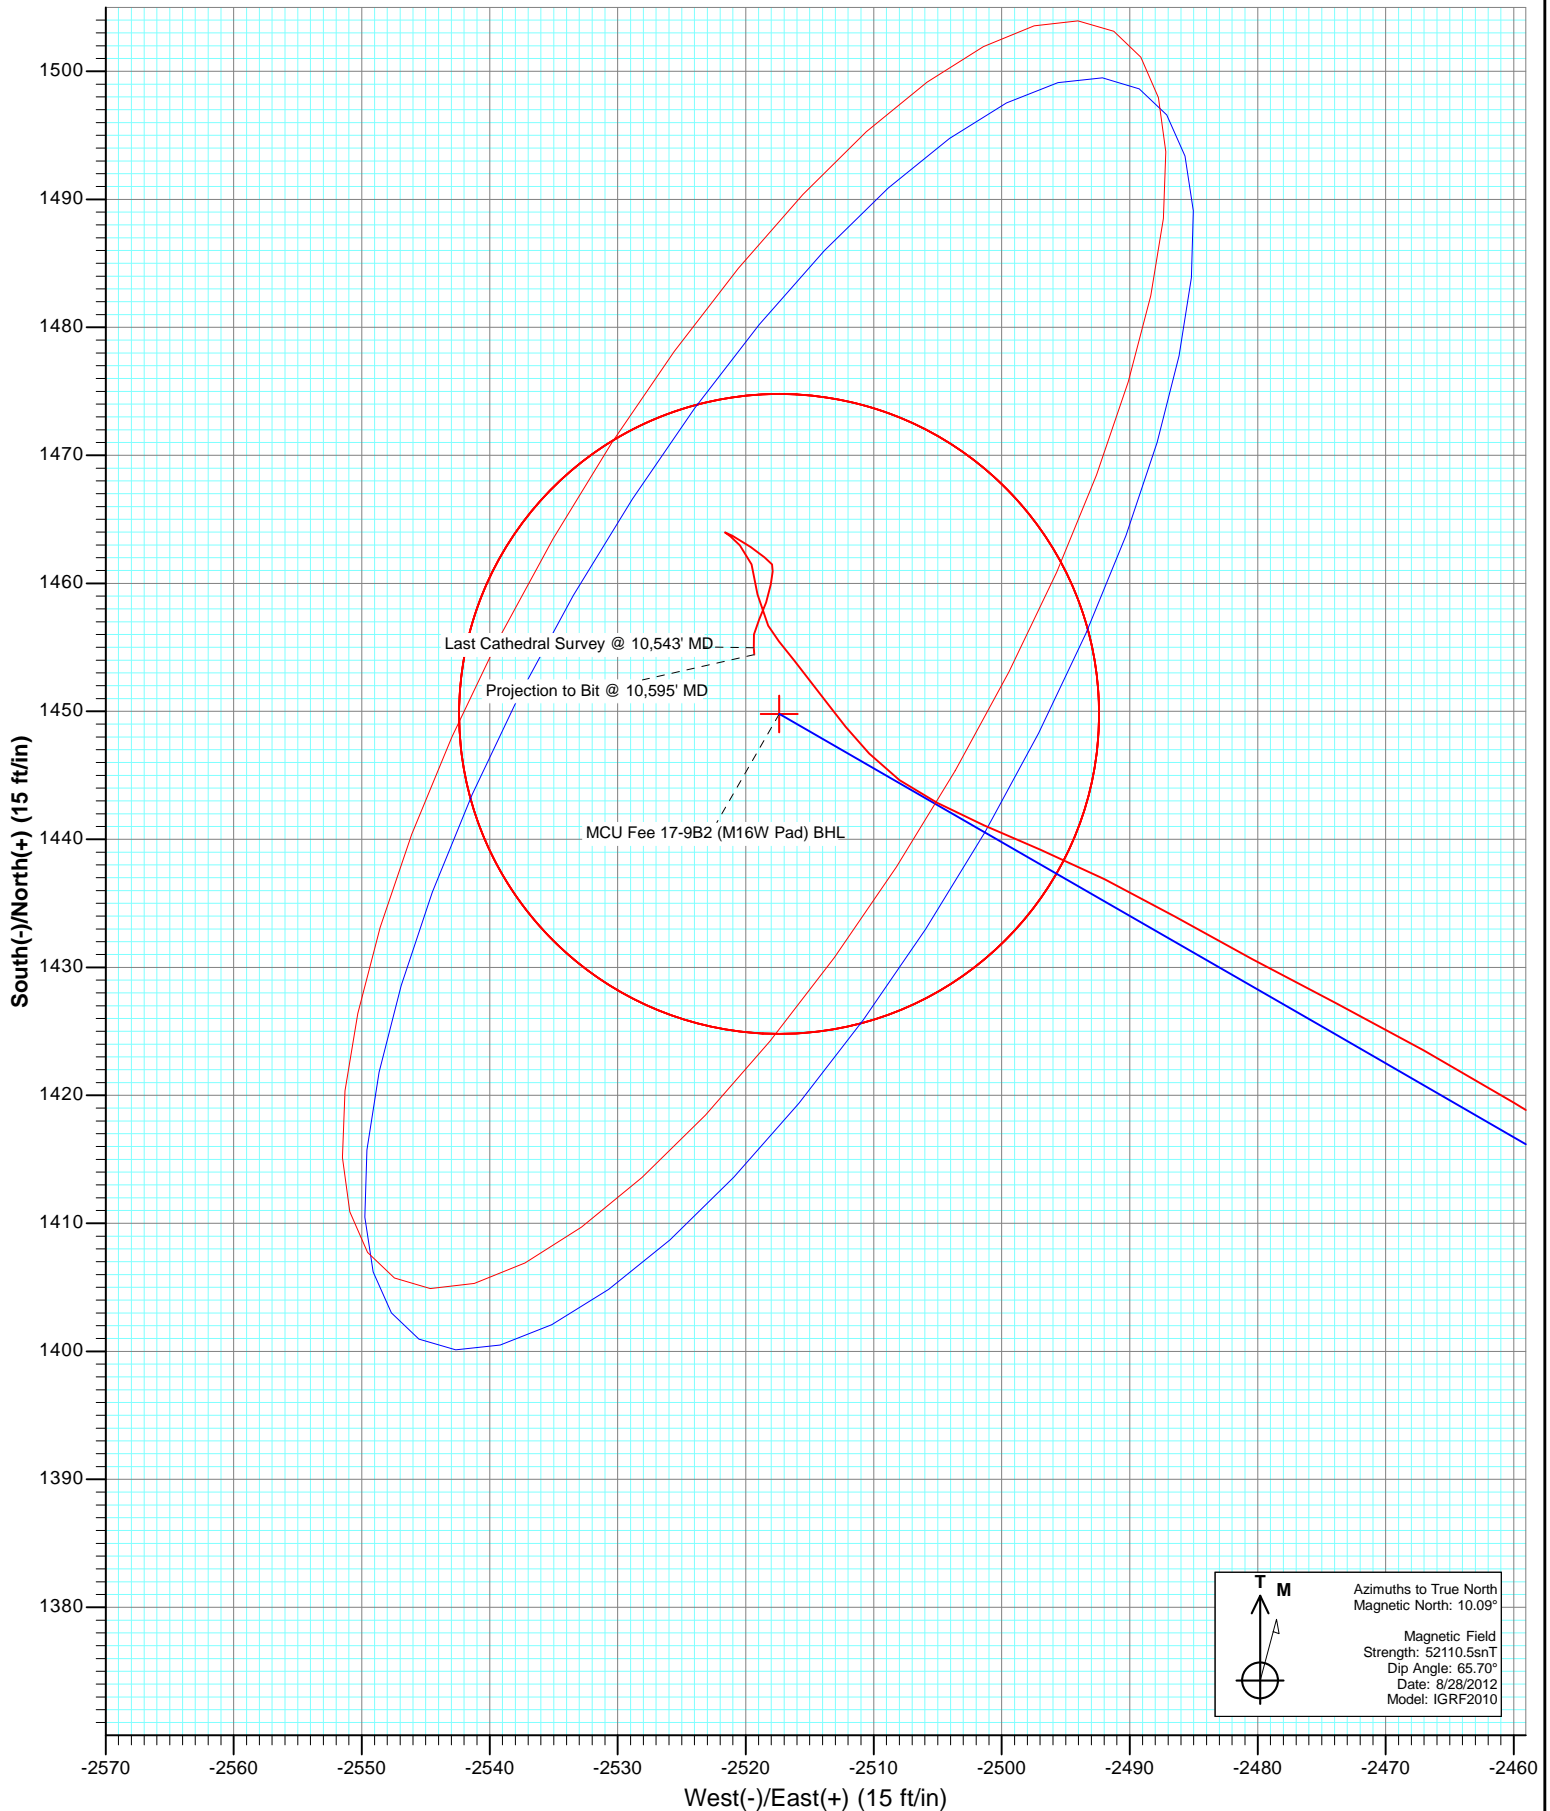 1500
1490
1480
1470
1460
1450
1440
1430
1420
1410
1400
1390
1380
South(-)/North(+) (15 ft/in)
Last Cathedral Survey @ 10,543' MD
Projection to Bit @ 10,595' MD
MCU Fee 17-9B2 (M16W Pad) BHL
T
M
Azimuths to True North
Magnetic North: 10.09°
Magnetic Field
Strength: 52110.5snT
Dip Angle: 65.70°
Date: 8/28/2012
Model: IGRF2010
-2570 -2560 -2550 -2540 -2530 -2520 -2510 -2500 -2490 -2480 -2470 -2460
West(-)/East(+) (15 ft/in)